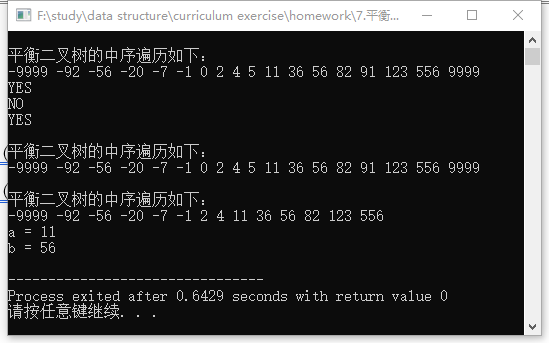 F:\study\data structure\curriculum exercise\homework\7.平衡...
平衡二叉树的中序遍历如下：
-9999 -92 -56 -20 -7 -1 0 2 4 5 11 36 56 82 91 123 556 9999
YES
NO
YES
平衡二叉树的中序遍历如下：
-9999 -92 -56 -20 -7 -1 0 2 4 5 11 36 56 82 91 123 556 9999
平衡二叉树的中序遍历如下：
-9999 -92 -56 -20 -7 -1 2 4 11 36 56 82 123 556
a = 11
b = 56
--------------------------------
Process exited after 0.6429 seconds with return value 0
请按任意键继续. . .